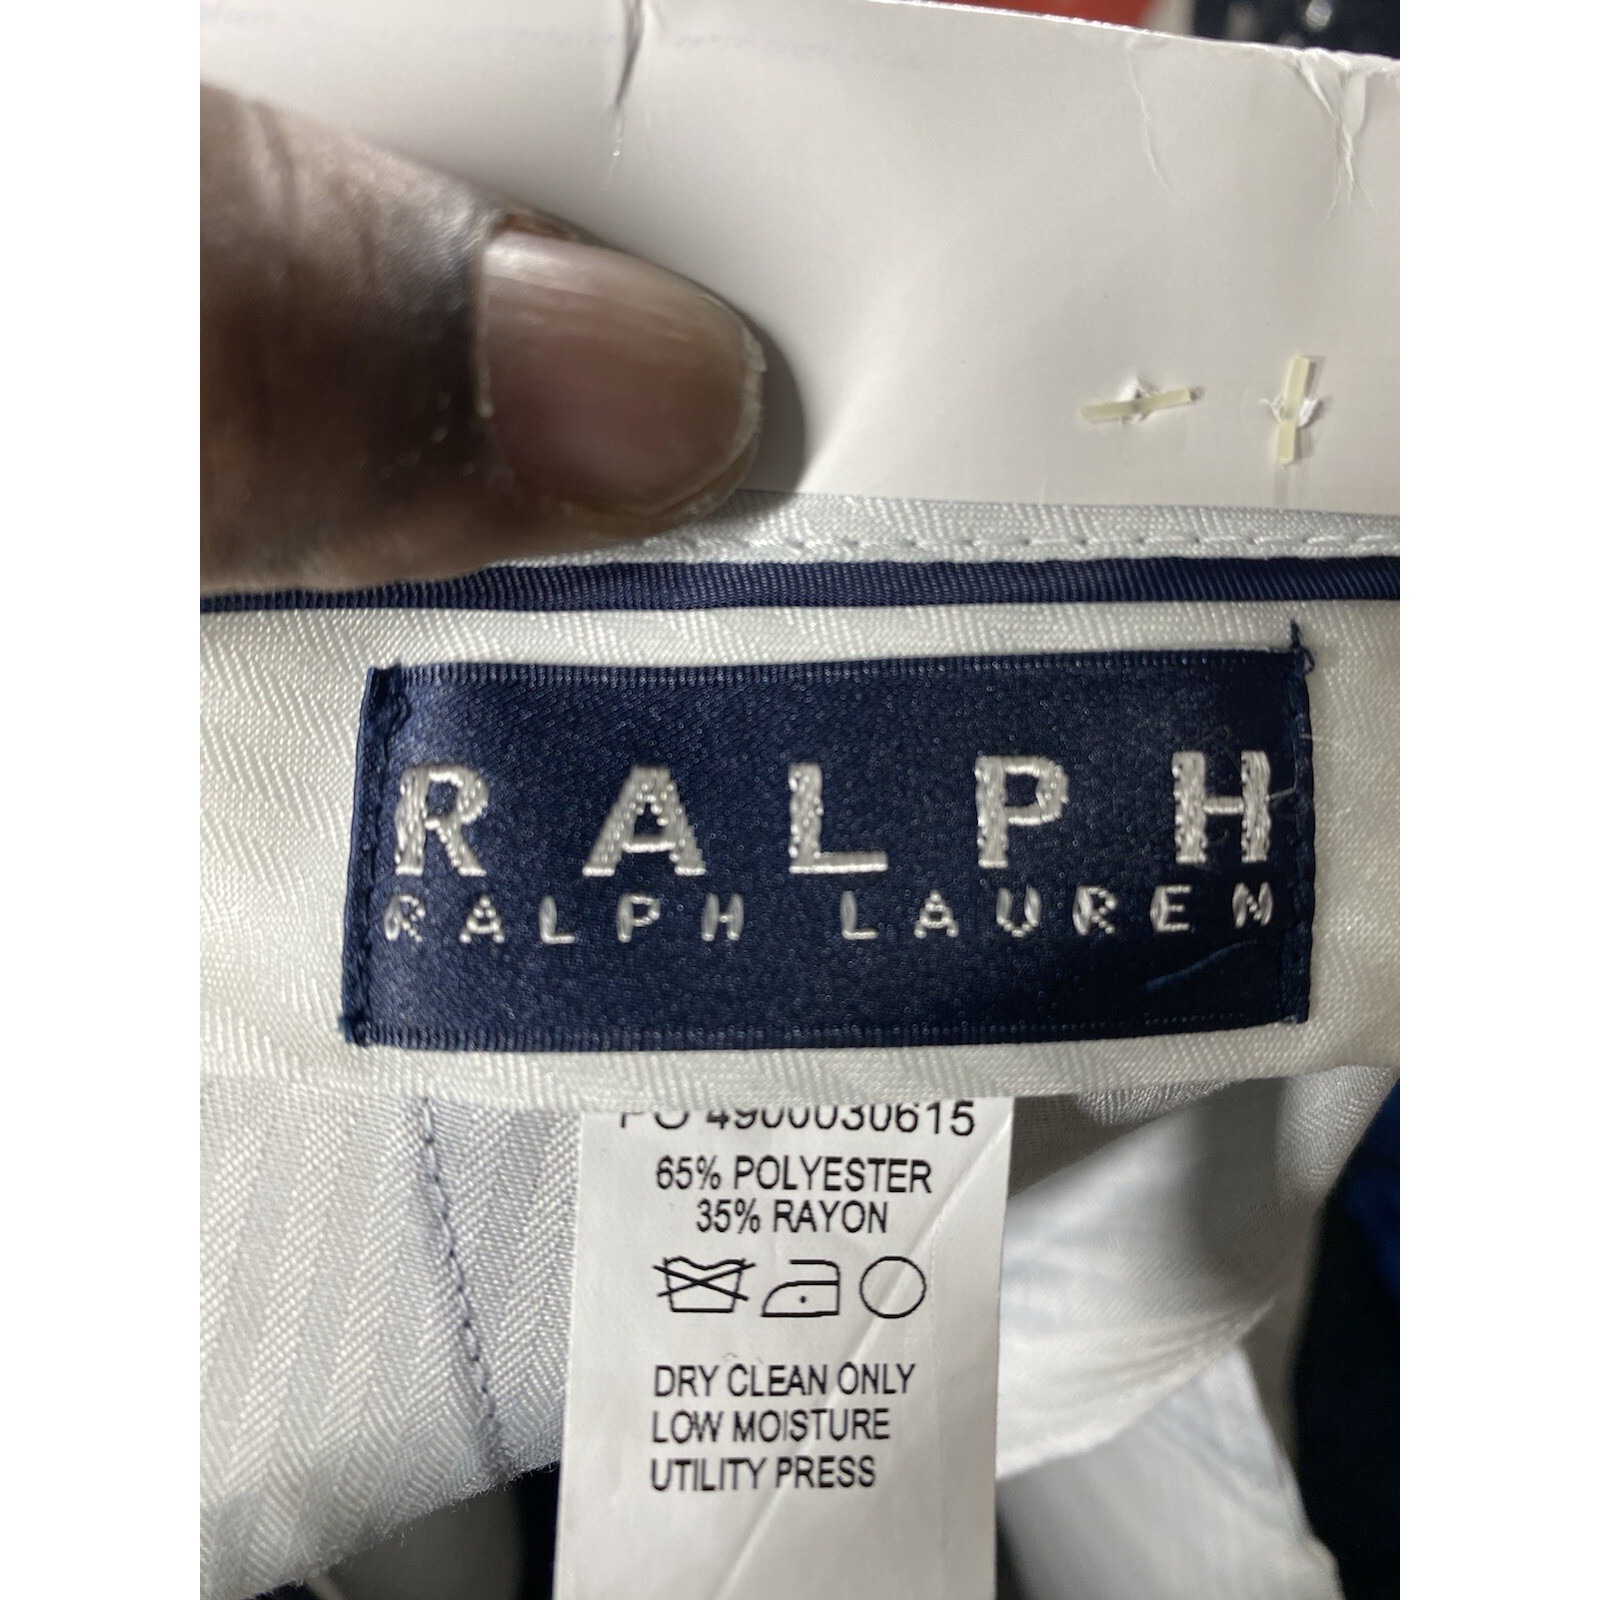 RALPH
RALPH LAUREN
PO 4900030615
65% POLYESTER
35% RAYON
DRY CLEAN ONLY
LOW MOISTURE
UTILITY PRESS